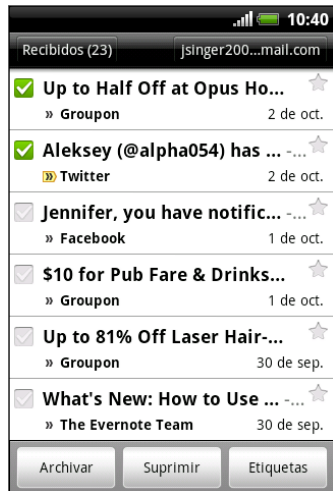 10:40
Recibidos (23) jsinger200...mail.com
Up to Half Off at Opus Ho...
» Groupon 2 de oct.
Aleksey (@alpha054) has ... -...
» Twitter 2 de oct.
Jennifer, you have notific... -...
» Facebook 1 de oct.
$10 for Pub Fare & Drinks...
» Groupon 1 de oct.
Up to 81% Off Laser Hair-...
» Groupon 30 de sep.
What's New: How to Use ... -...
» The Evernote Team 30 de sep.
Archivar Suprimir Etiquetas